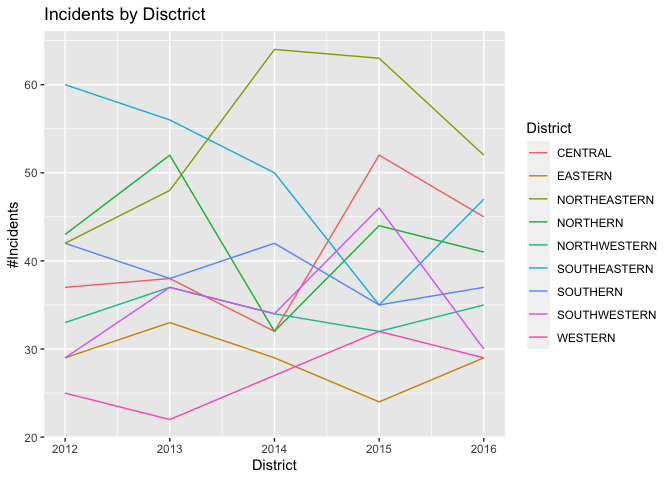 Incidents by Disctrict
#Incidents
60
50
40
30
20
2012 2013 2014 2015 2016
District
District
CENTRAL
EASTERN
NORTHEASTERN
NORTHERN
NORTHWESTERN
SOUTHEASTERN
SOUTHERN
SOUTHWESTERN
WESTERN